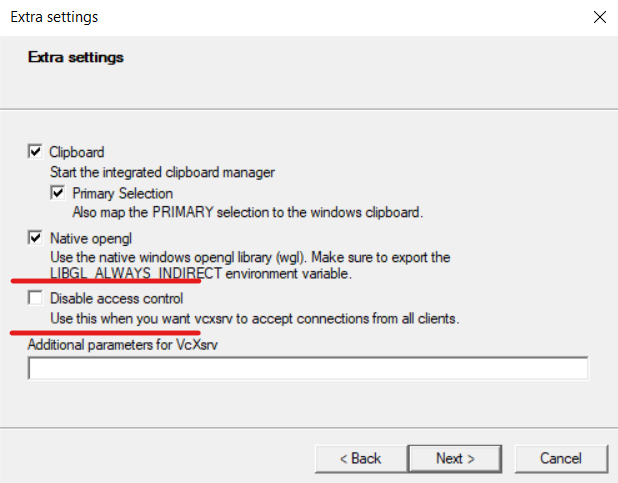 Extra settings
Extra settings
Clipboard
Start the integrated clipboard manager
Primary Selection
Also map the PRIMARY selection to the windows clipboard.
Native opengl
Use the native windows opengl library (wgl). Make sure to export the
LIBGL_ALWAYS_INDIRECT environment variable.
Disable access control
Use this when you want vcxsrv to accept connections from all clients.
Additional parameters for VcXsrv
< Back
Next >
Cancel